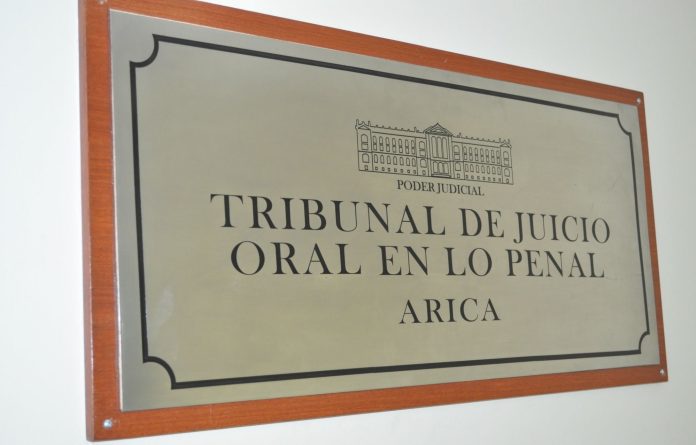 PODER JUDICIAL
TRIBUNAL DE JUICIO
ORAL EN LO PENAL
ARICA